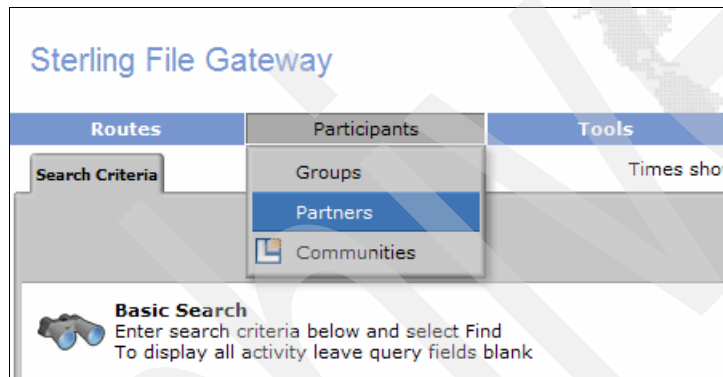 Sterling File Gateway
Routes Participants Tools
Search Criteria
Groups
Times sho
Partners
Communities
Basic Search
Enter search criteria below and select Find
To display all activity leave query fields blank